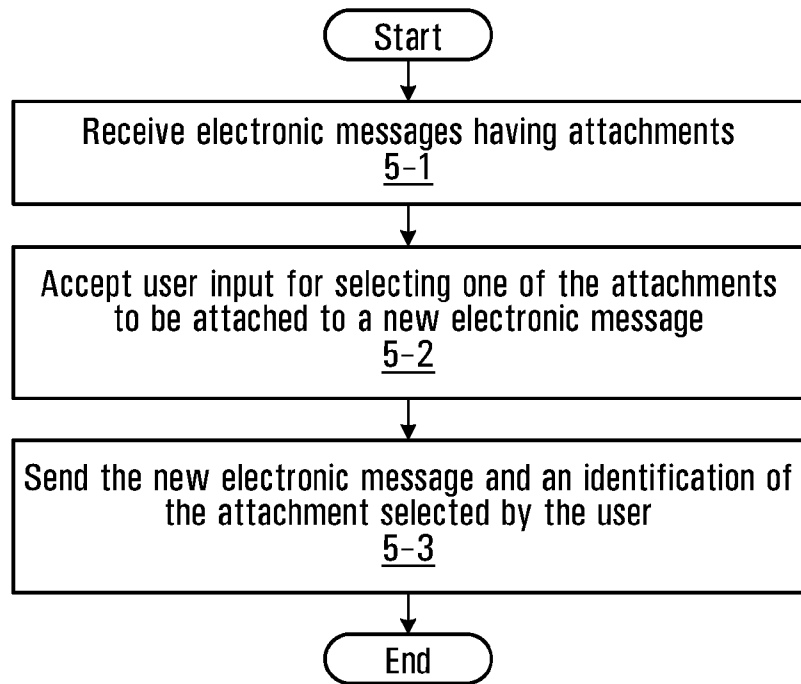 Start
Receive electronic messages having attachments
5-1
Accept user input for selecting one of the attachments
to be attached to a new electronic message
5-2
Send the new electronic message and an identification of
the attachment selected by the user
5-3
End